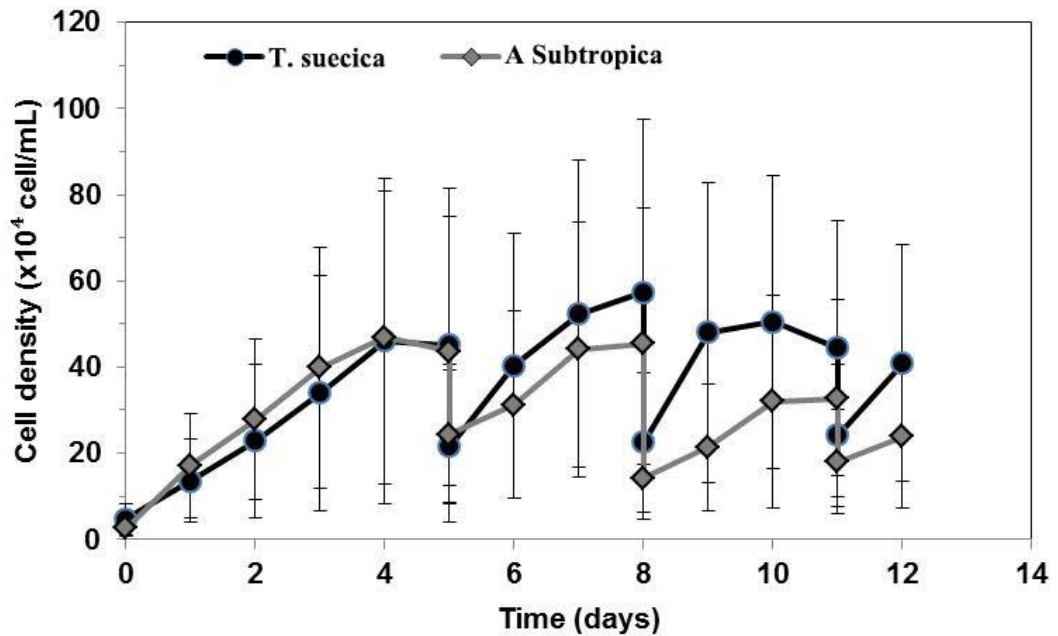 120
100
80
60
40
20
0
T. suecica
A Subtropica
Cell density (x10⁴ cell/mL)
0 2 4 6 8 10 12 14
Time (days)